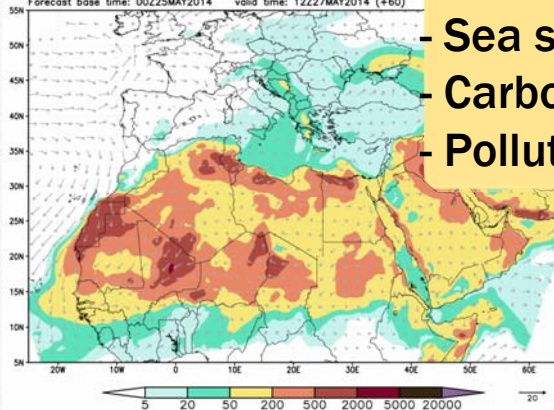 Forecast base time: 00Z25MAY2014 valid time: 12Z27MAY2014 (+60)
- Sea s
- Carbo
- Pollut
55N
50N
45N
40N
35N
30N
25N
20N
15N
10N
5N
20W 10W 0 10E 20E 30E 40E 50E 60E
5 20 50 200 500 2000 5000 20000
20